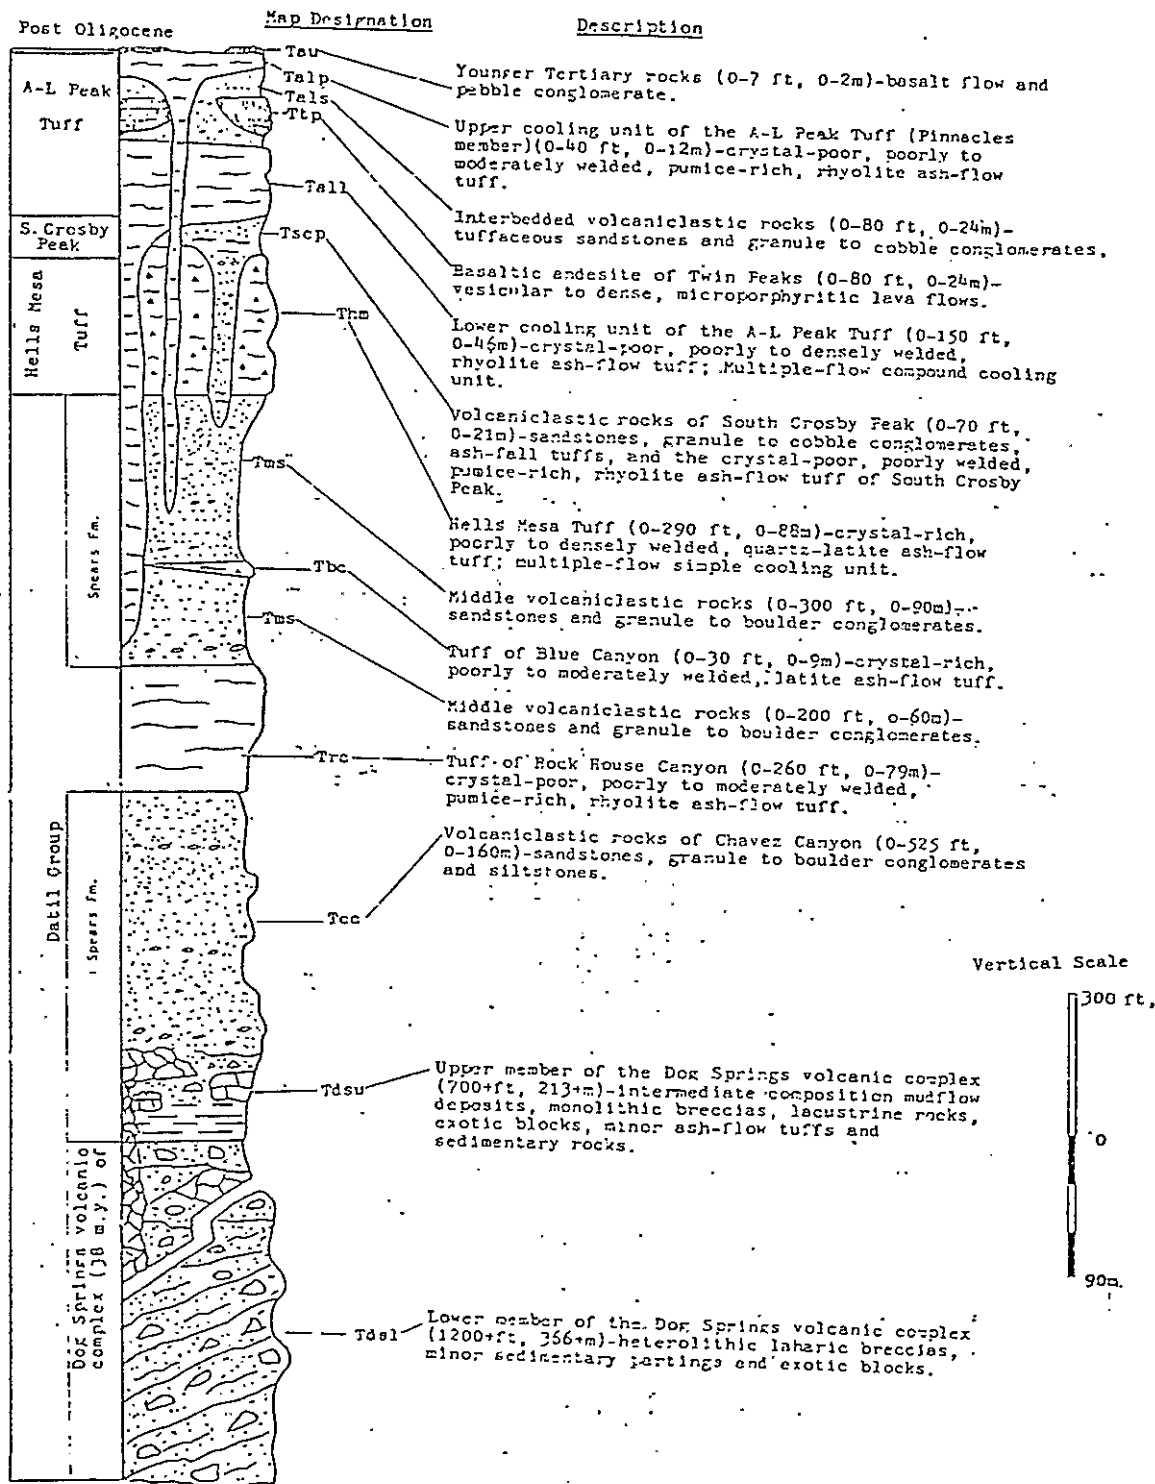 Post Oligocene
Map Designation
Description
A-L Peak
Tuff
S. Crosby
Peak
Hells Mesa
Tuff
Spears Fm.
Datil Group
Spears Fm.
Dog Springs volcanic
complex (38 m.y.) of
Tau
Talp
Tals
Ttp
Tall
Tscp
Thm
Tms
Tbc
Tms
Trc
Tcc
Tdsu
Tdsl
Younger Tertiary rocks (0-7 ft, 0-2m)-basalt flow and
pebble conglomerate.
Upper cooling unit of the A-L Peak Tuff (Pinnacles
member)(0-40 ft, 0-12m)-crystal-poor, poorly to
moderately welded, pumice-rich, rhyolite ash-flow
tuff.
Interbedded volcaniclastic rocks (0-80 ft, 0-24m)-
tuffaceous sandstones and granule to cobble conglomerates.
Basaltic andesite of Twin Peaks (0-80 ft, 0-24m)-
vesicular to dense, microporphyritic lava flows.
Lower cooling unit of the A-L Peak Tuff (0-150 ft,
0-46m)-crystal-poor, poorly to densely welded,
rhyolite ash-flow tuff; Multiple-flow compound cooling
unit.
Volcaniclastic rocks of South Crosby Peak (0-70 ft,
0-21m)-sandstones, granule to cobble conglomerates,
ash-fall tuffs, and the crystal-poor, poorly welded,
pumice-rich, rhyolite ash-flow tuff of South Crosby
Peak.
Hells Mesa Tuff (0-290 ft, 0-88m)-crystal-rich,
poorly to densely welded, quartz-latite ash-flow
tuff; multiple-flow simple cooling unit.
Middle volcaniclastic rocks (0-300 ft, 0-90m)-
sandstones and granule to boulder conglomerates.
Tuff of Blue Canyon (0-30 ft, 0-9m)-crystal-rich,
poorly to moderately welded, latite ash-flow tuff.
Middle volcaniclastic rocks (0-200 ft, o-60m)-
sandstones and granule to boulder conglomerates.
Tuff of Rock House Canyon (0-260 ft, 0-79m)-
crystal-poor, poorly to moderately welded,
pumice-rich, rhyolite ash-flow tuff.
Volcaniclastic rocks of Chavez Canyon (0-525 ft,
0-160m)-sandstones, granule to boulder conglomerates
and siltstones.
Upper member of the Dog Springs volcanic complex
(700+ft, 213+m)-intermediate composition mudflow
deposits, monolithic breccias, lacustrine rocks,
exotic blocks, minor ash-flow tuffs and
sedimentary rocks.
Lower member of the Dog Springs volcanic complex
(1200+ft, 366+m)-heterolithic laharic breccias,
minor sedimentary partings and exotic blocks.
Vertical Scale
300 ft,
0
90m.